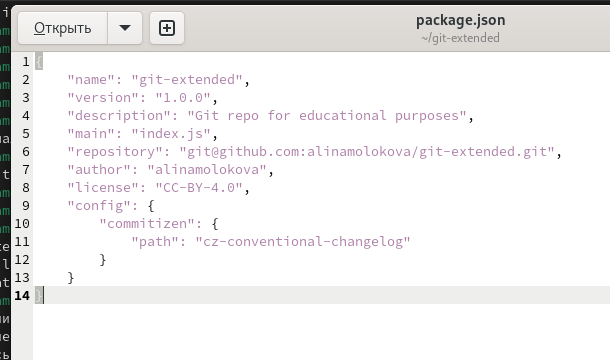 Открыть
package.json
~/git-extended
1 {
2     "name": "git-extended",
3     "version": "1.0.0",
4     "description": "Git repo for educational purposes",
5     "main": "index.js",
6     "repository": "git@github.com:alinamolokova/git-extended.git",
7     "author": "alinamolokova",
8     "license": "CC-BY-4.0",
9     "config": {
10         "commitizen": {
11             "path": "cz-conventional-changelog"
12         }
13     }
14 }